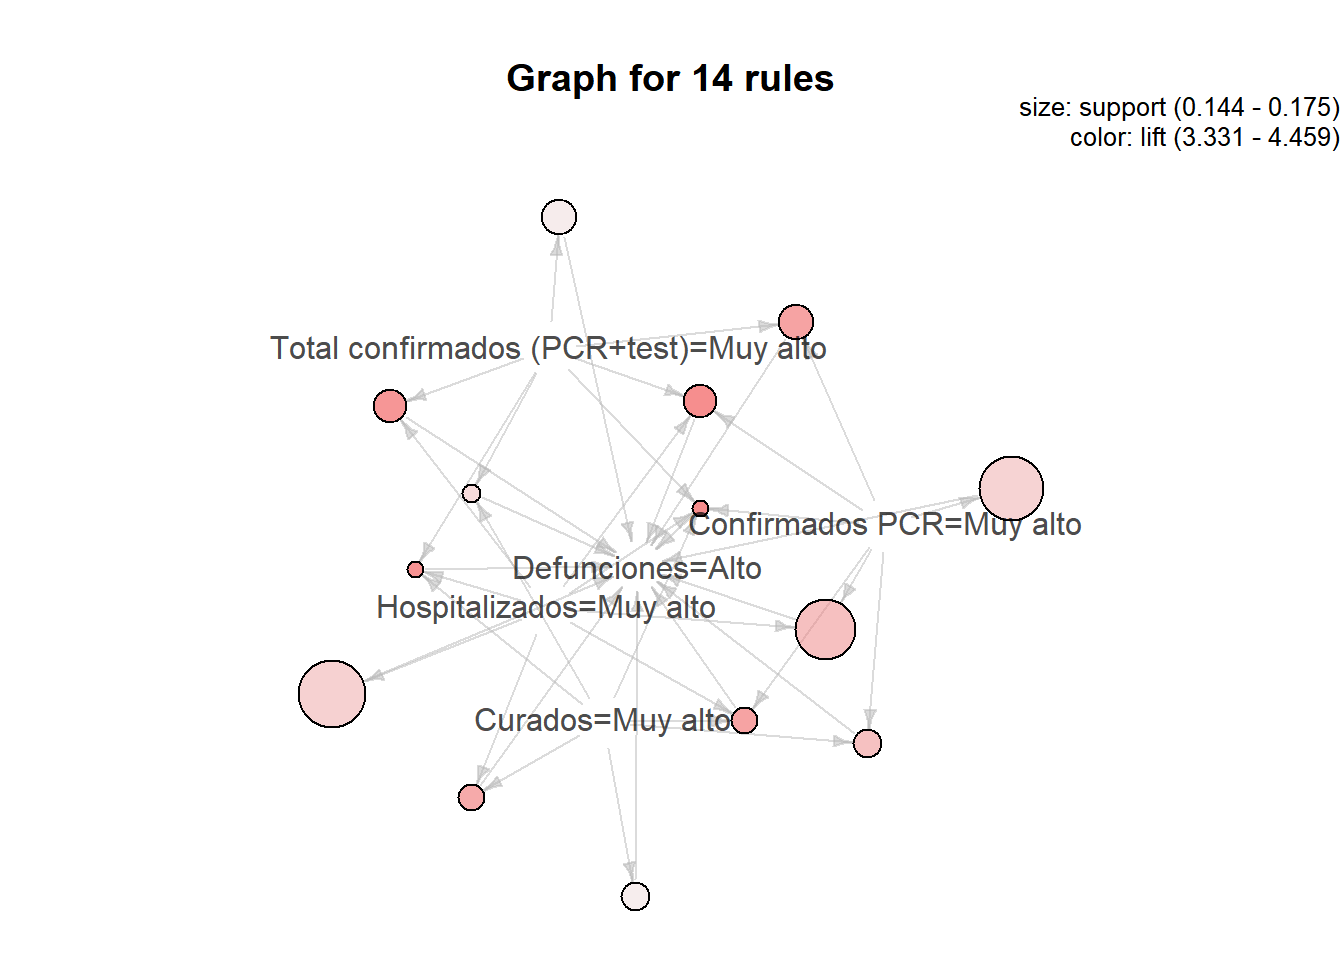 Graph for 14 rules
size: support (0.144 - 0.175)
color: lift (3.331 - 4.459)
Total confirmados (PCR+test)=Muy alto
Confirmados PCR=Muy alto
Defunciones=Alto
Hospitalizados=Muy alto
Curados=Muy alto